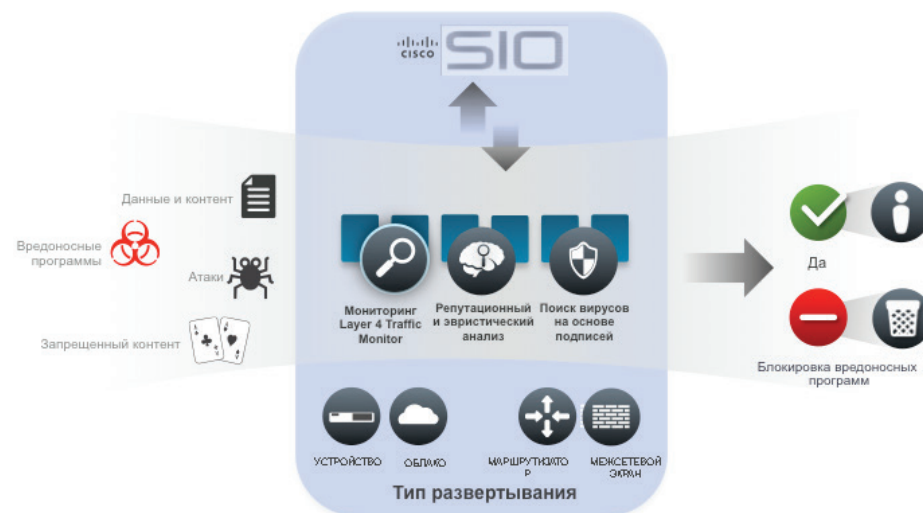 cisco
SIO
Данные и контент
Вредоносные
программы
Атаки
Запрещенный контент
Мониторинг
Layer 4 Traffic
Monitor
Репутационный
и эвристический
анализ
Поиск вирусов
на основе
подписей
Да
Блокировка вредоносных
программ
УСТРОЙСТВО
ОБЛАКО
МАРШРУТИЗАТО
Р
МЕЖСЕТЕВОЙ
ЭКРАН
Тип развертывания